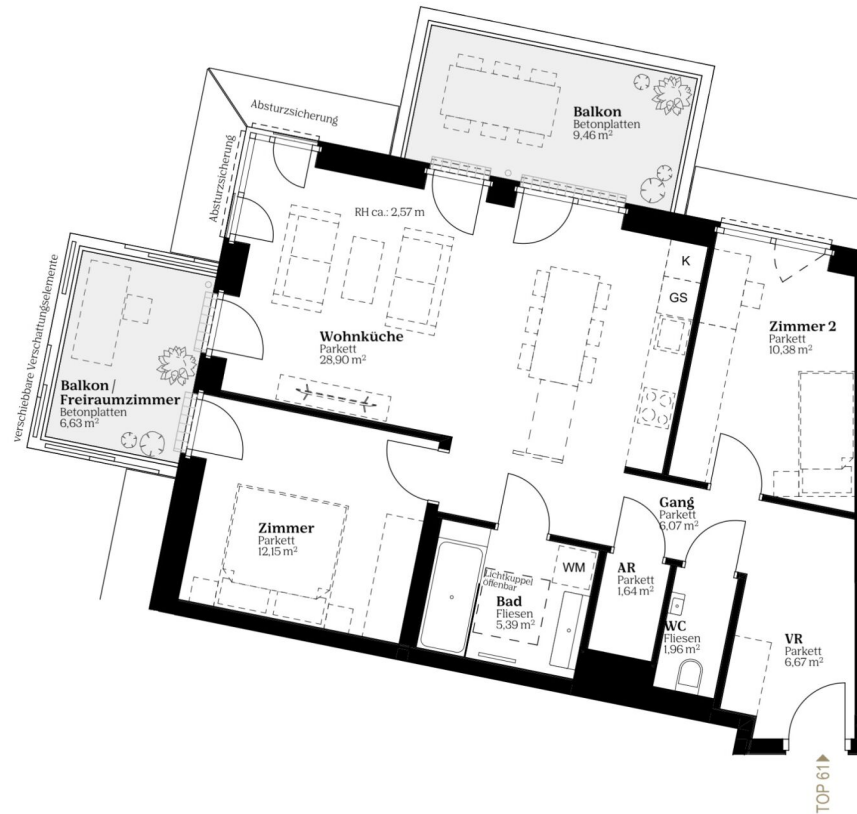 Absturzsicherung
Balkon
Betonplatten
9,46 m²
Absturzsicherung
RH ca.: 2,57 m
K
GS
verschiebbare Verschattungselemente
Wohnküche
Parkett
28,90 m²
Zimmer 2
Parkett
10,38 m²
Balkon /
Freiraumzimmer
Betonplatten
6,63 m²
Zimmer
Parkett
12,15 m²
Gang
Parkett
6,07 m²
Lichtkuppel
öffenbar
WM
Bad
Fliesen
5,39 m²
AR
Parkett
1,64 m²
WC
Fliesen
1,96 m²
VR
Parkett
6,67 m²
TOP 61